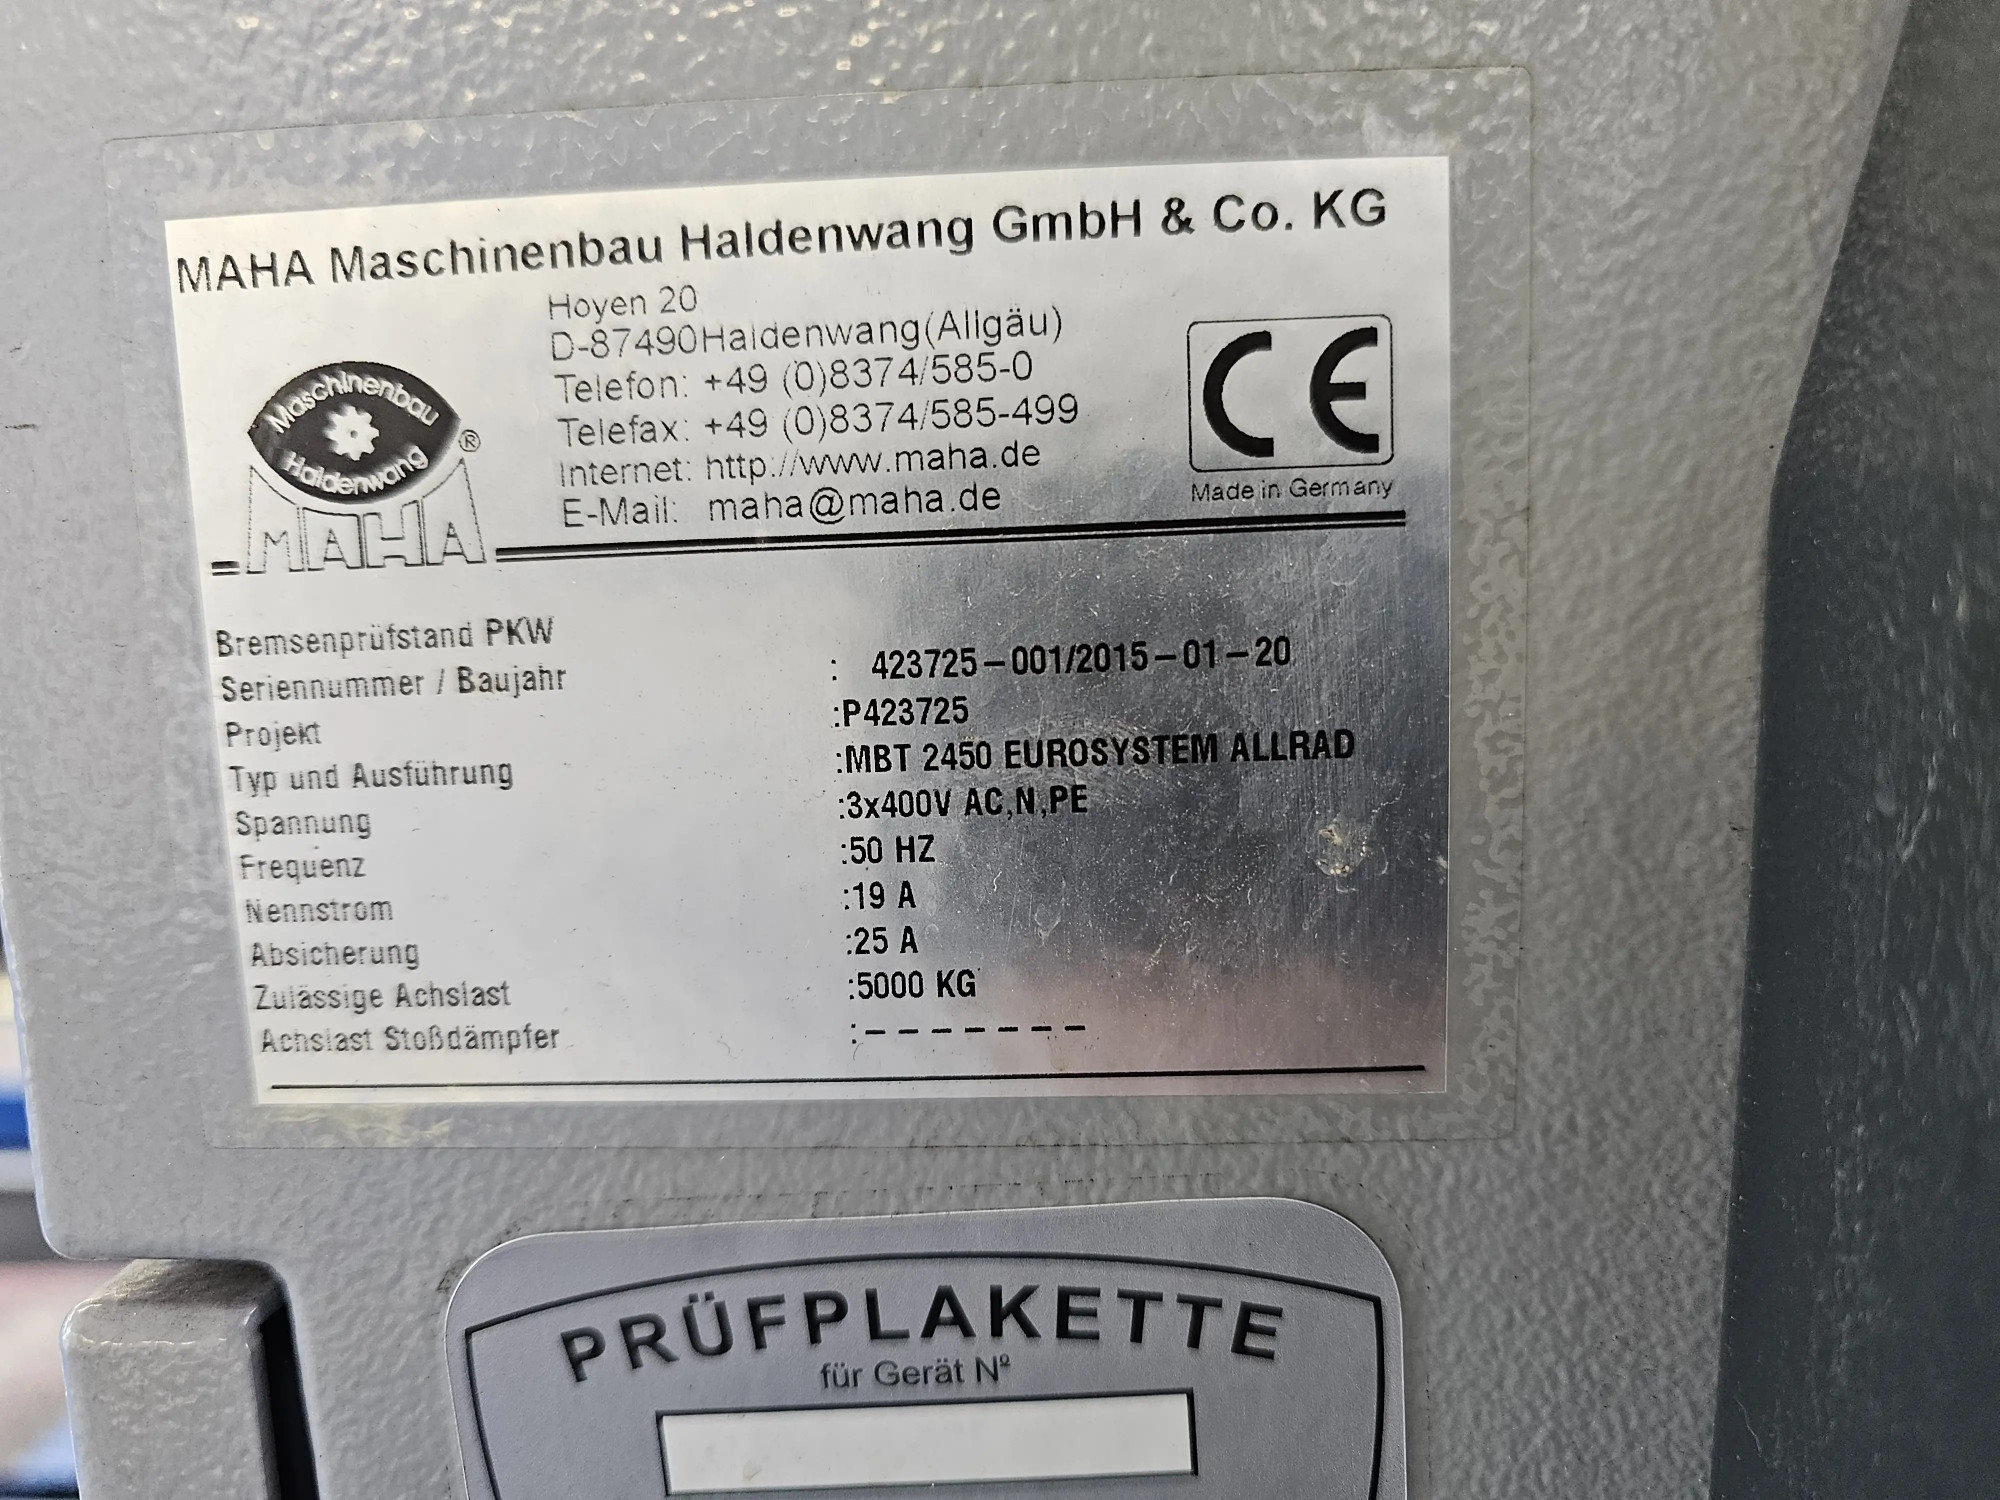 MAHA Maschinenbau Haldenwang GmbH & Co. KG
Hoyen 20
D-87490Haldenwang(Allgäu)
Telefon: +49 (0)8374/585-0
Telefax: +49 (0)8374/585-499
Internet: http://www.maha.de
E-Mail: maha@maha.de
Maschinenbau
Haldenwang
®
MAHA
CE
Made in Germany
Bremsenprüfstand PKW
Seriennummer / Baujahr : 423725-001/2015-01-20
Projekt :P423725
Typ und Ausführung :MBT 2450 EUROSYSTEM ALLRAD
Spannung :3x400V AC,N,PE
Frequenz :50 HZ
Nennstrom :19 A
Absicherung :25 A
Zulässige Achslast :5000 KG
Achslast Stoßdämpfer :-------
PRÜFPLAKETTE
für Gerät Nº